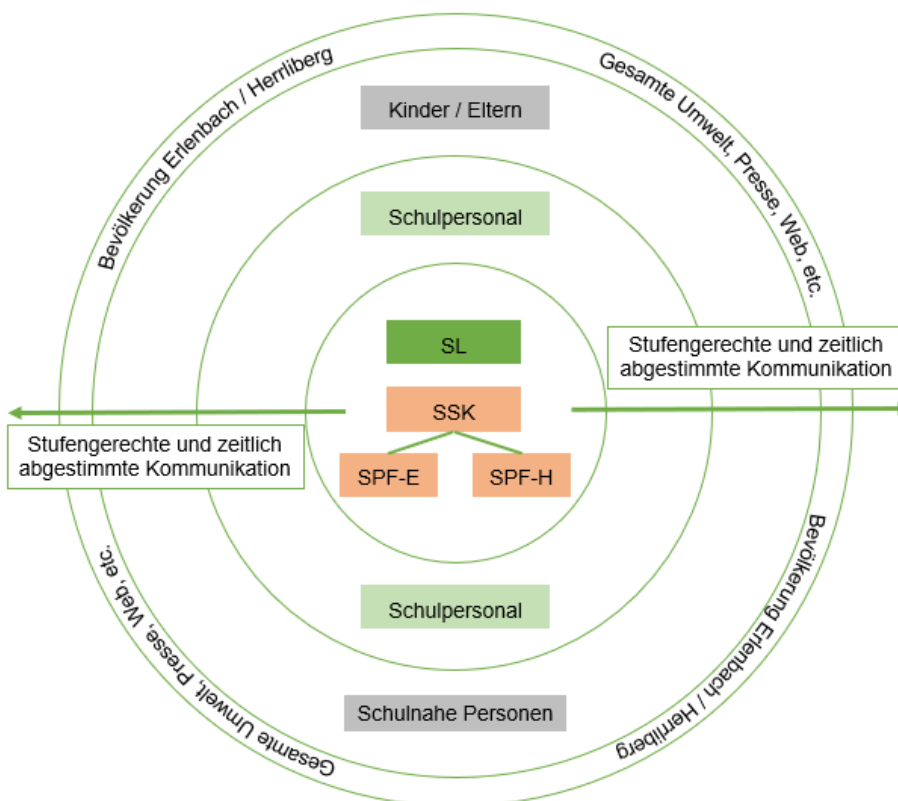 Bevölkerung Erlenbach / Herrliberg
Gesamte Umwelt, Presse, Web, etc.
Kinder / Eltern
Schulpersonal
SL
Stufengerechte und zeitlich
abgestimmte Kommunikation
SSK
Stufengerechte und zeitlich
abgestimmte Kommunikation
SPF-E
SPF-H
Schulpersonal
Schulnahe Personen
Gesamte Umwelt, Presse, Web, etc.
Bevölkerung Erlenbach / Herrliberg